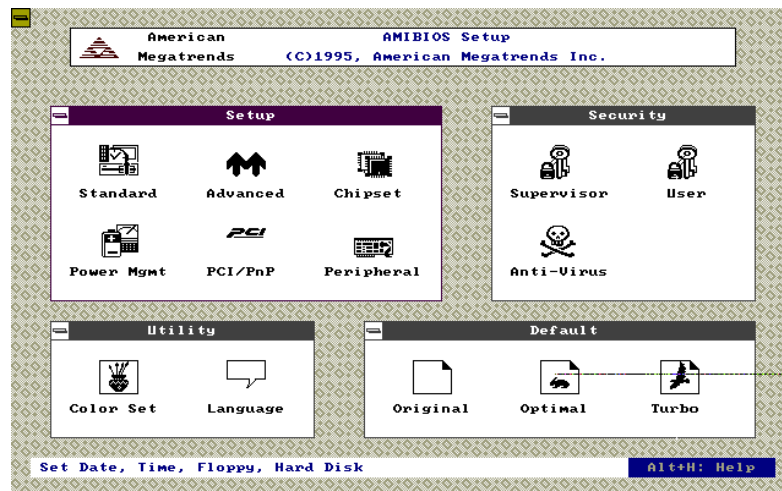 American AMIBIOS Setup
Megatrends (C)1995, American Megatrends Inc.
Setup
Standard Advanced Chipset
PCI
Power Mgmt PCI/PnP Peripheral
Security
Supervisor User
Anti-Virus
Utility
Color Set Language
Default
Original Optimal Turbo
Set Date, Time, Floppy, Hard Disk
Alt+H: Help